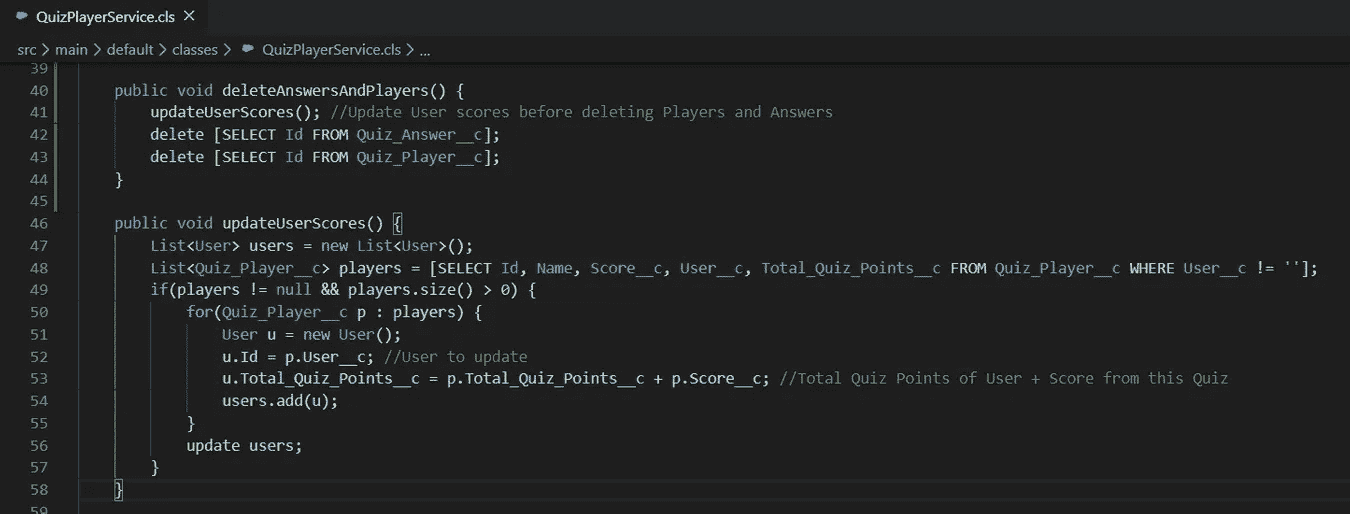 QuizPlayerService.cls ×
src > main > default > classes > QuizPlayerService.cls > ...
39
40 public void deleteAnswersAndPlayers() {
41 updateUserScores(); //Update User scores before deleting Players and Answers
42 delete [SELECT Id FROM Quiz_Answer__c];
43 delete [SELECT Id FROM Quiz_Player__c];
44 }
45
46 public void updateUserScores() {
47 List<User> users = new List<User>();
48 List<Quiz_Player__c> players = [SELECT Id, Name, Score__c, User__c, Total_Quiz_Points__c FROM Quiz_Player__c WHERE User__c != ''];
49 if(players != null && players.size() > 0) {
50 for(Quiz_Player__c p : players) {
51 User u = new User();
52 u.Id = p.User__c; //User to update
53 u.Total_Quiz_Points__c = p.Total_Quiz_Points__c + p.Score__c; //Total Quiz Points of User + Score from this Quiz
54 users.add(u);
55 }
56 update users;
57 }
58 }
59